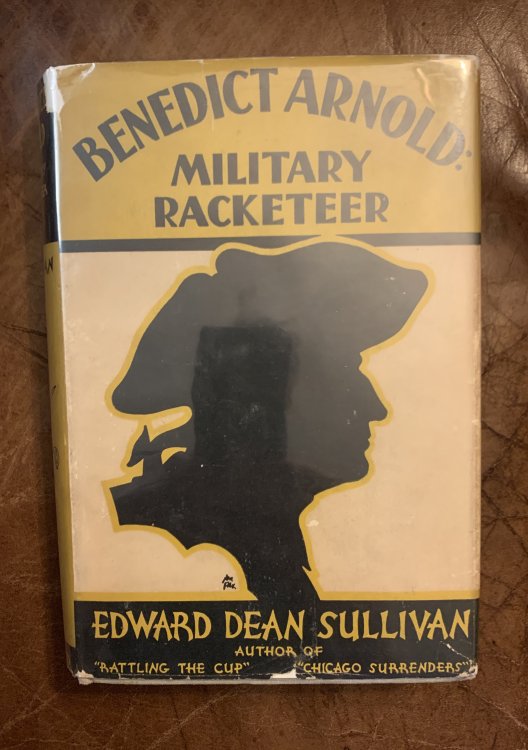 BENEDICT ARNOLD:
MILITARY
RACKETEER
EDWARD DEAN SULLIVAN
AUTHOR OF
"RATTLING THE CUP" "CHICAGO SURRENDERS"